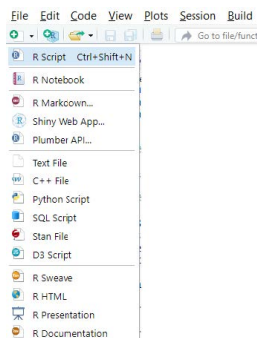 File Edit Code View Plots Session Build
Go to file/funct
R Script Ctrl+Shift+N
R Notebook
R Markdown...
Shiny Web App...
Plumber API...
Text File
C++ File
Python Script
SQL Script
Stan File
D3 Script
R Sweave
R HTML
R Presentation
R Documentation